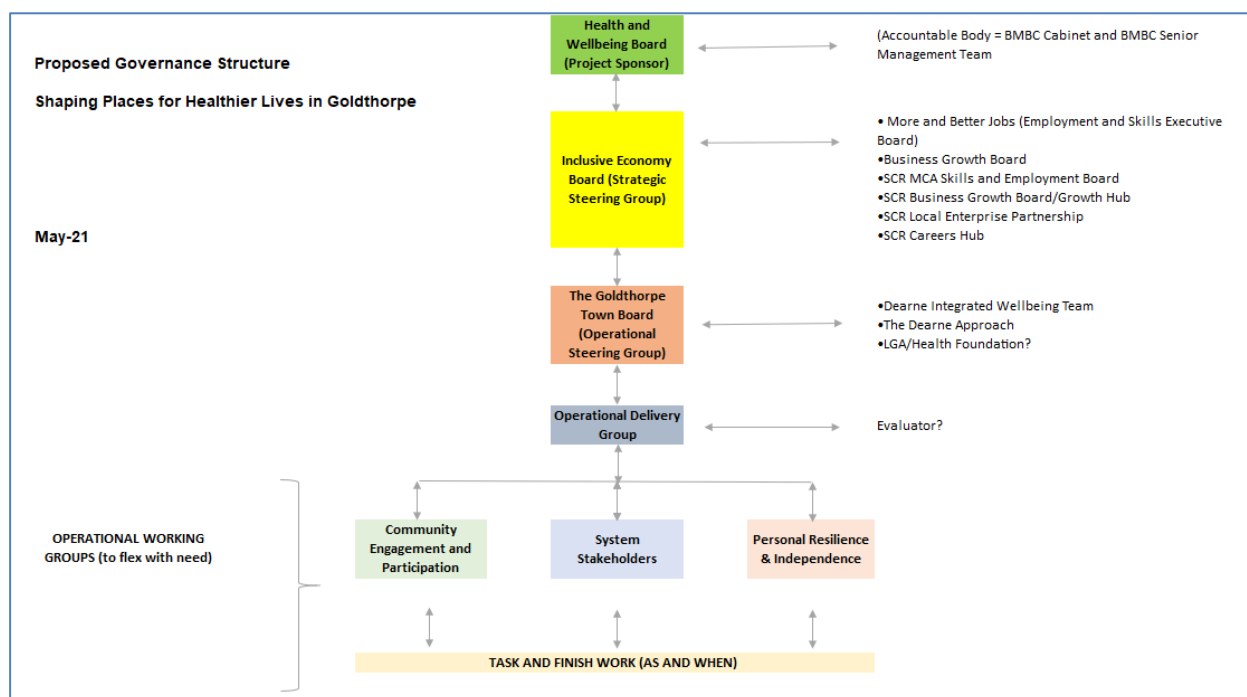 Proposed Governance Structure
Shaping Places for Healthier Lives in Goldthorpe
May-21
Health and
Wellbeing Board
(Project Sponsor)
(Accountable Body = BMBC Cabinet and BMBC Senior
Management Team
Inclusive Economy
Board (Strategic
Steering Group)
• More and Better Jobs (Employment and Skills Executive
Board)
•Business Growth Board
•SCR MCA Skills and Employment Board
•SCR Business Growth Board/Growth Hub
•SCR Local Enterprise Partnership
•SCR Careers Hub
The Goldthorpe
Town Board
(Operational
Steering Group)
•Dearne Integrated Wellbeing Team
•The Dearne Approach
•LGA/Health Foundation?
Operational Delivery
Group
Evaluator?
OPERATIONAL WORKING
GROUPS (to flex with need)
Community
Engagement and
Participation
System
Stakeholders
Personal Resilience
& Independence
TASK AND FINISH WORK (AS AND WHEN)